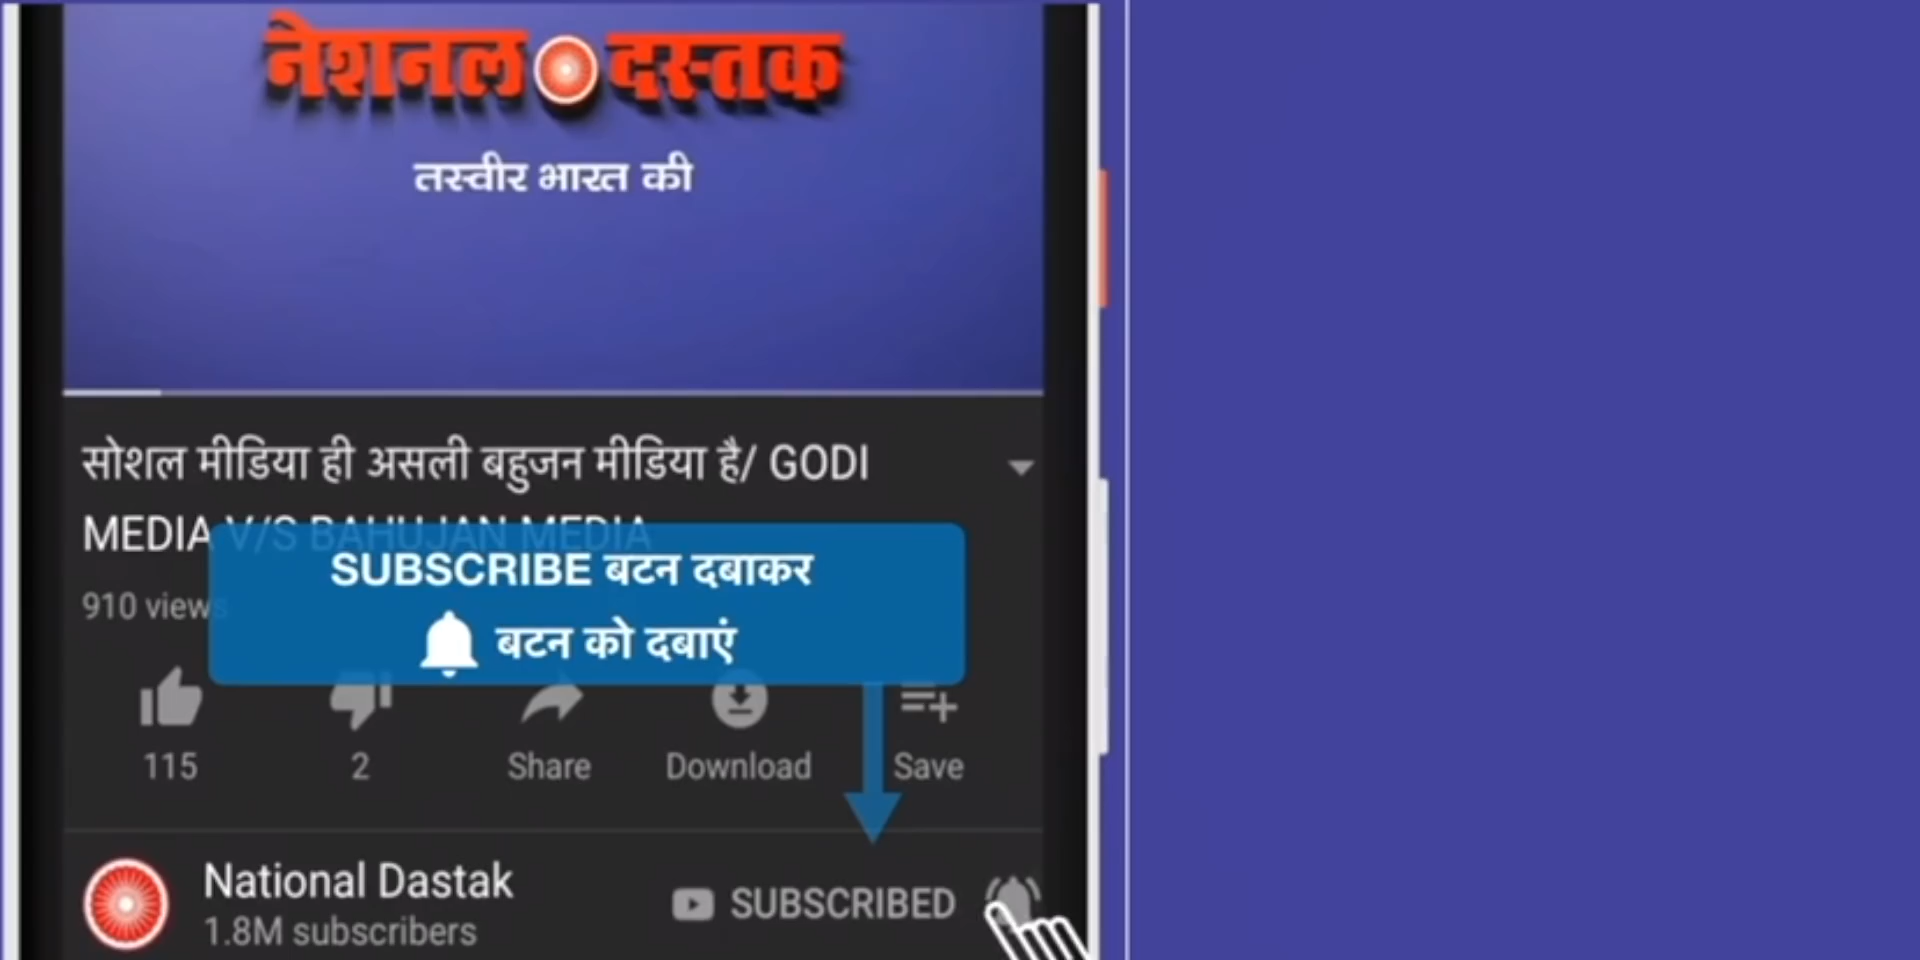 नेशनल दस्तक
तस्वीर भारत की
सोशल मीडिया ही असली बहुजन मीडिया है/ GODI
MEDIA V/S BAHUJAN MEDIA
SUBSCRIBE बटन दबाकर
910 views
बटन को दबाएं
115 2 Share Download Save
National Dastak
SUBSCRIBED
1.8M subscribers